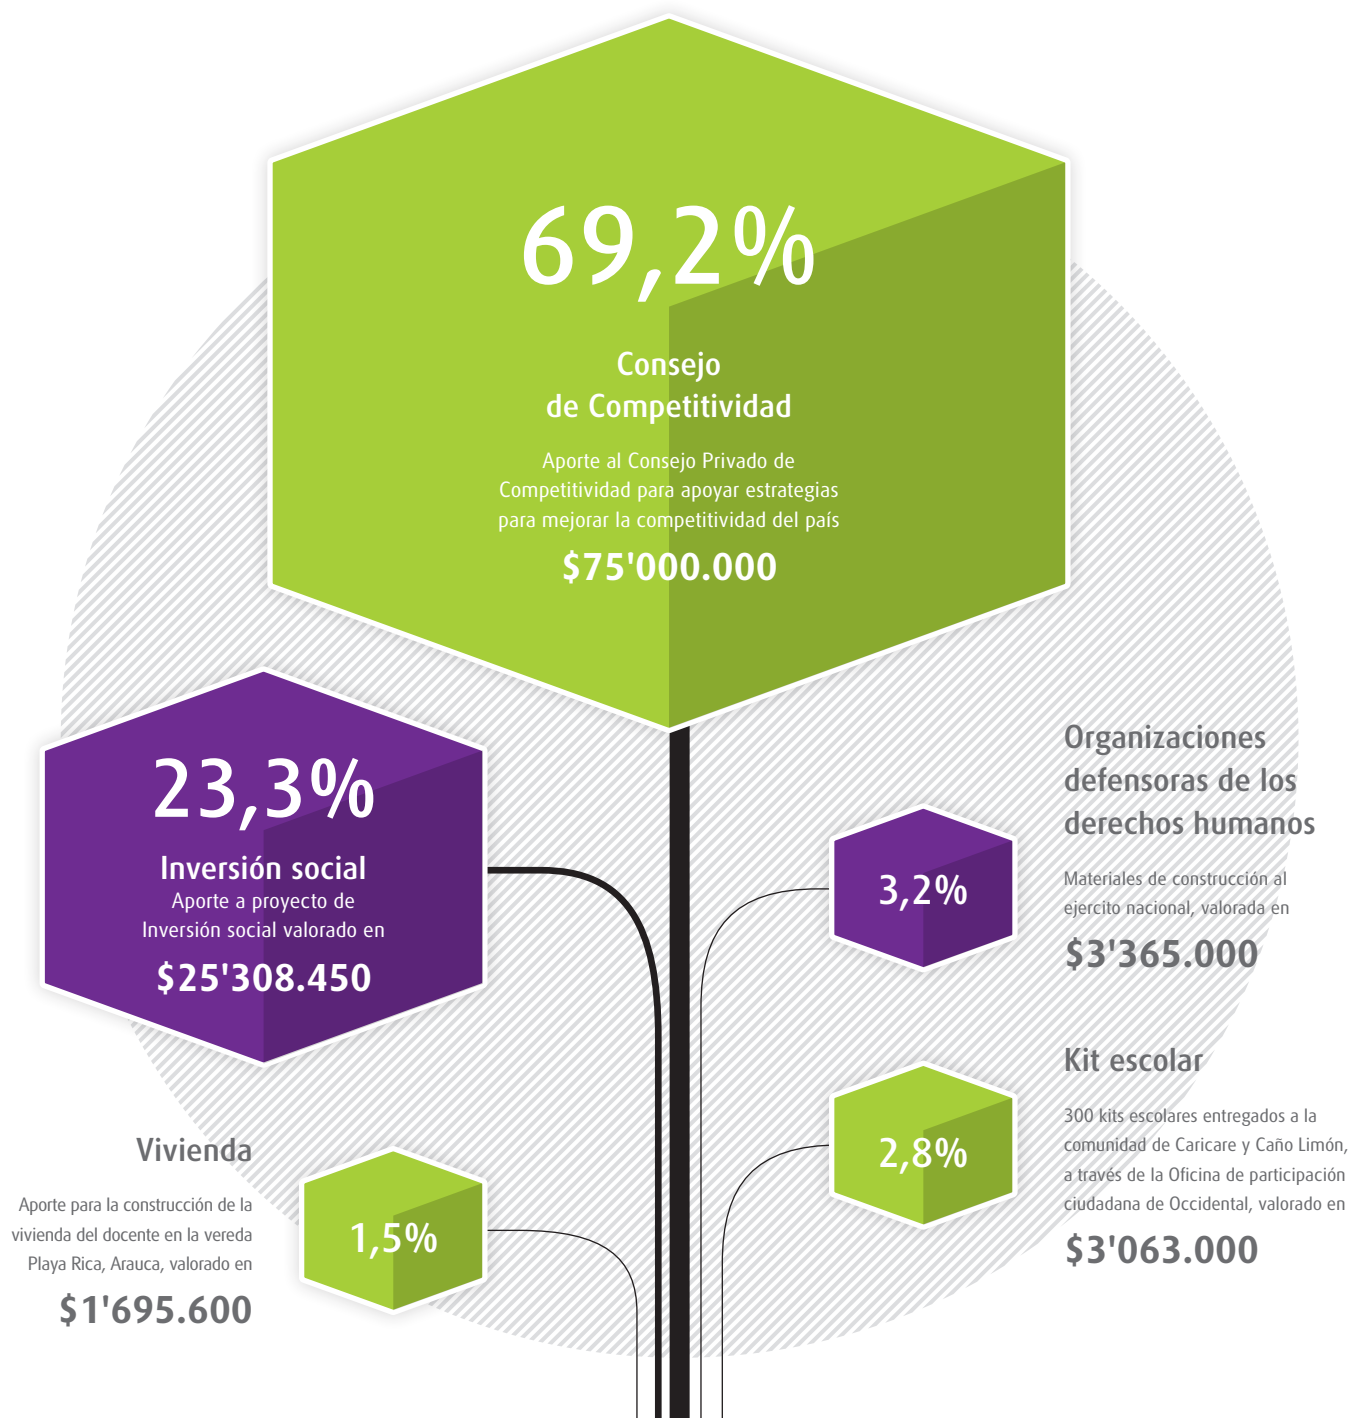 69,2%
Consejo
de Competitividad
Aporte al Consejo Privado de
Competitividad para apoyar estrategias
para mejorar la competitividad del país
$75'000.000
23,3%
Inversión social
Aporte a proyecto de
Inversión social valorado en
$25'308.450
Organizaciones
defensoras de los
derechos humanos
3,2%
Materiales de construcción al
ejercito nacional, valorada en
$3'365.000
Kit escolar
2,8%
300 kits escolares entregados a la
comunidad de Caricare y Caño Limón,
a través de la Oficina de participación
ciudadana de Occidental, valorado en
$3'063.000
Vivienda
1,5%
Aporte para la construcción de la
vivienda del docente en la vereda
Playa Rica, Arauca, valorado en
$1'695.600